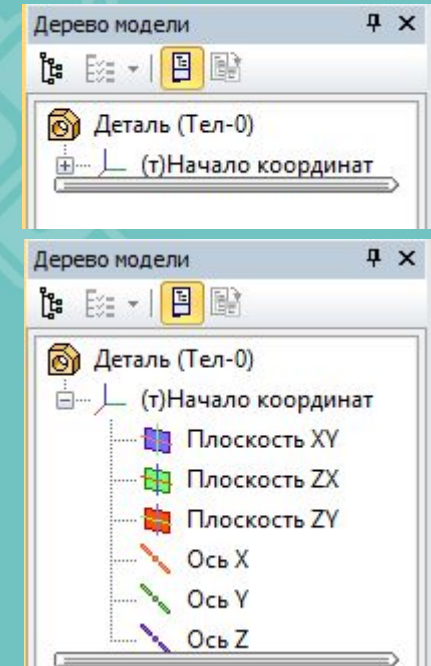 Дерево модели
Деталь (Тел-0)
(т)Начало координат
Дерево модели
Деталь (Тел-0)
(т)Начало координат
Плоскость XY
Плоскость ZX
Плоскость ZY
Ось X
Ось Y
Ось Z